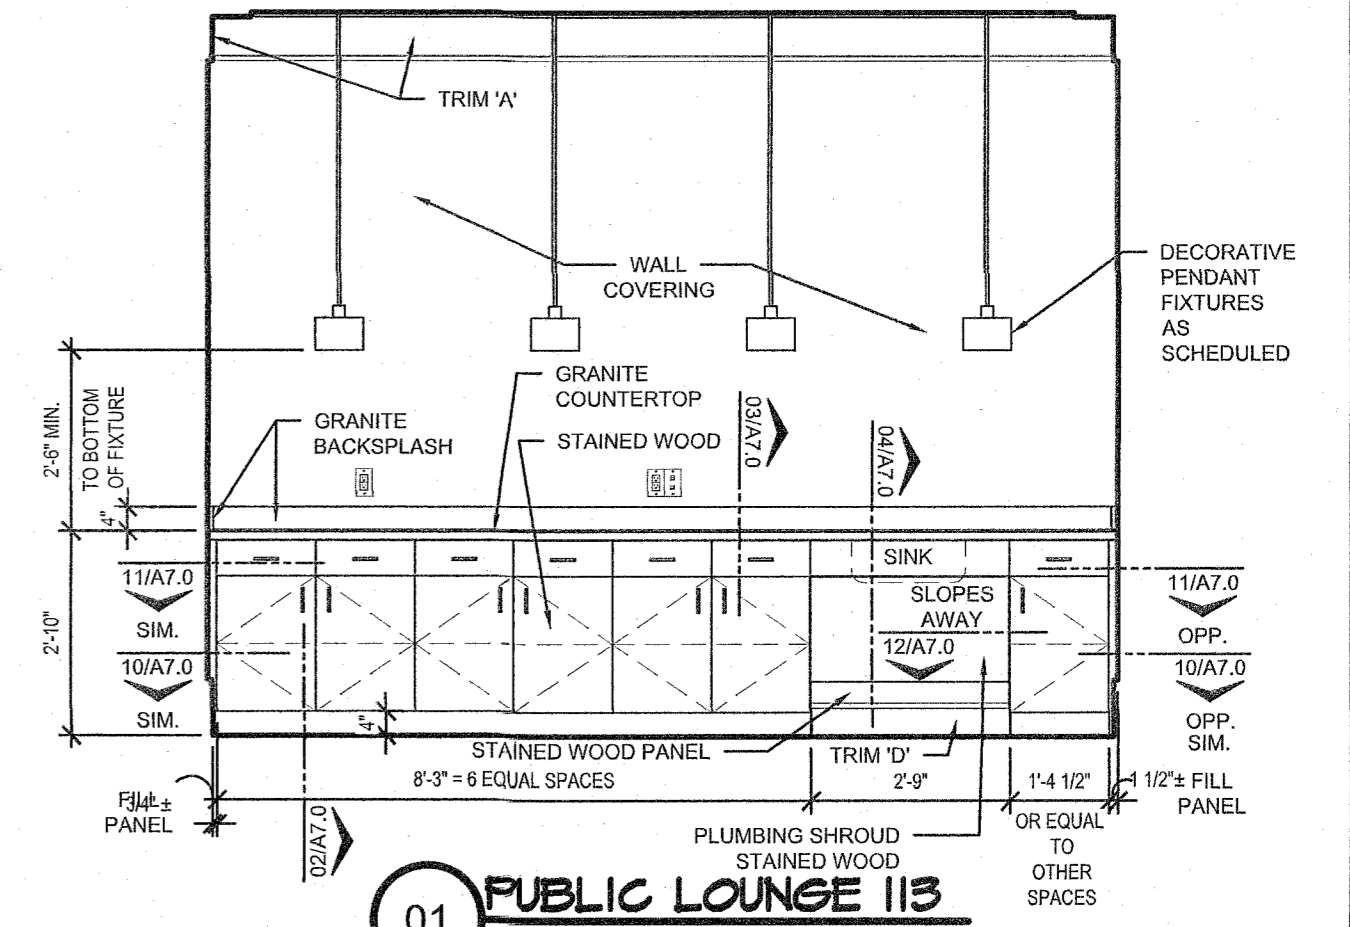 TRIM 'A'
WALL
COVERING
DECORATIVE
PENDANT
FIXTURES
AS
SCHEDULED
GRANITE
COUNTERTOP
GRANITE
BACKSPLASH
STAINED WOOD
2'-6" MIN.
TO BOTTOM
OF FIXTURE
4"
03/A7.0
04/A7.0
SINK
SLOPES
AWAY
12/A7.0
11/A7.0
SIM.
10/A7.0
SIM.
2'-10"
11/A7.0
OPP.
10/A7.0
OPP.
SIM.
4"
STAINED WOOD PANEL
TRIM 'D'
8'-3" = 6 EQUAL SPACES
2'-9"
1'-4 1/2"
1 1/2"± FILL
PANEL
FILL
3/4"±
PANEL
02/A7.0
PLUMBING SHROUD
STAINED WOOD
OR EQUAL
TO
OTHER
SPACES
01
PUBLIC LOUNGE 113